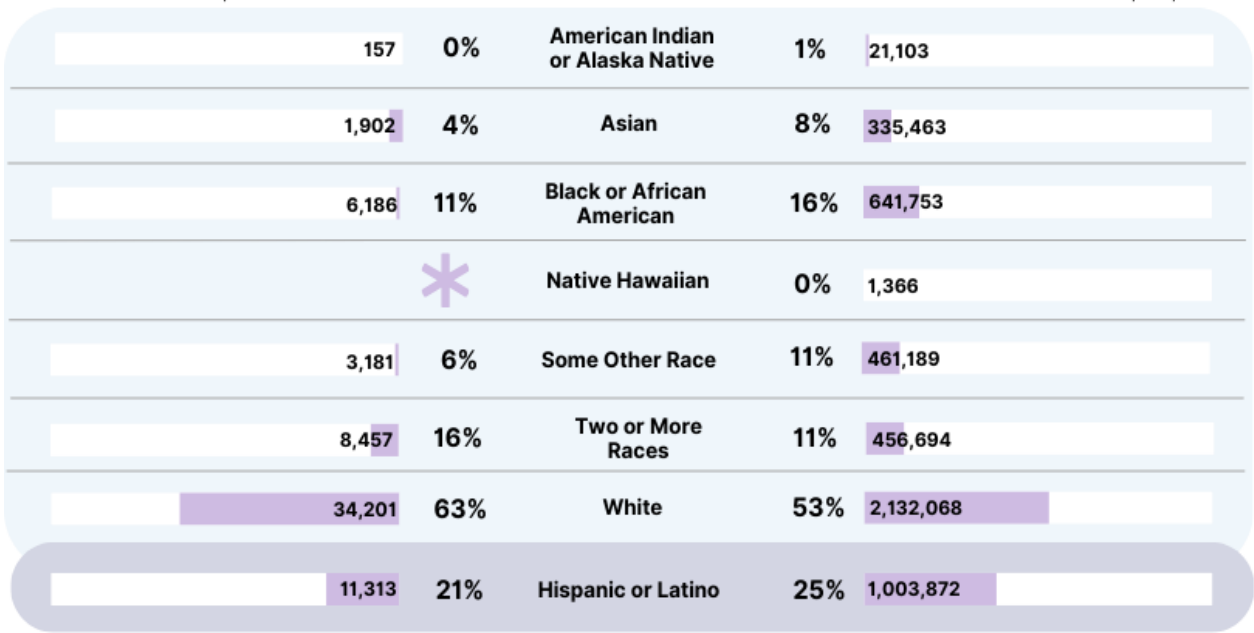 157 0% American Indian or Alaska Native 1% 21,103
1,902 4% Asian 8% 335,463
6,186 11% Black or African American 16% 641,753
Native Hawaiian 0% 1,366
3,181 6% Some Other Race 11% 461,189
8,457 16% Two or More Races 11% 456,694
34,201 63% White 53% 2,132,068
11,313 21% Hispanic or Latino 25% 1,003,872